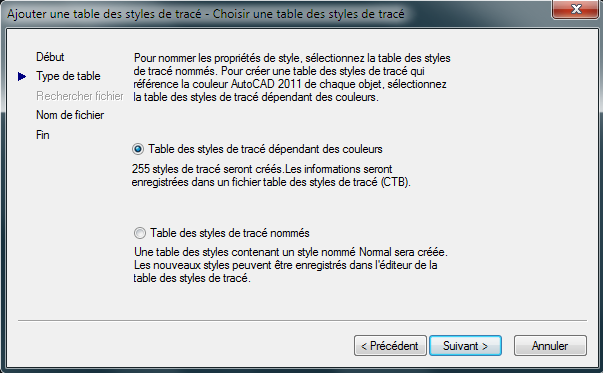 Ajouter une table des styles de tracé - Choisir une table des styles de tracé
Début
Type de table
Rechercher fichier
Nom de fichier
Fin
Pour nommer les propriétés de style, sélectionnez la table des styles
de tracé nommés. Pour créer une table des styles de tracé qui
référence la couleur AutoCAD 2011 de chaque objet, sélectionnez
la table des styles de tracé dépendant des couleurs.
Table des styles de tracé dépendant des couleurs
255 styles de tracé seront créés.Les informations seront
enregistrées dans un fichier table des styles de tracé (CTB).
Table des styles de tracé nommés
Une table des styles contenant un style nommé Normal sera créée.
Les nouveaux styles peuvent être enregistrés dans l'éditeur de la
table des styles de tracé.
< Précédent
Suivant >
Annuler